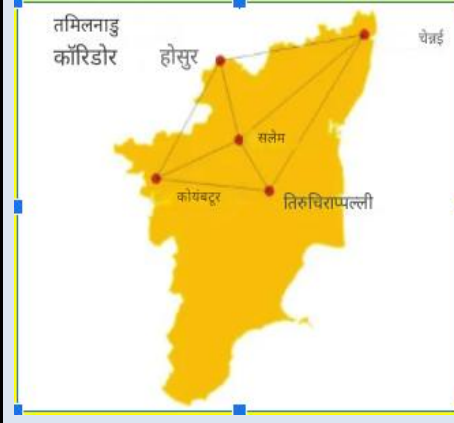 तमिलनाडु
कॉरिडोर
होसुर
चेन्नई
सलेम
कोयंबटूर
तिरुचिराप्पल्ली